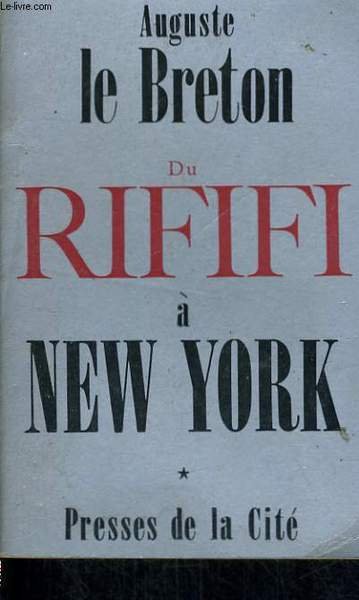 Le-livre.com
Auguste
le Breton
Du
RIFIFI
à
NEW YORK
*
Presses de la Cité